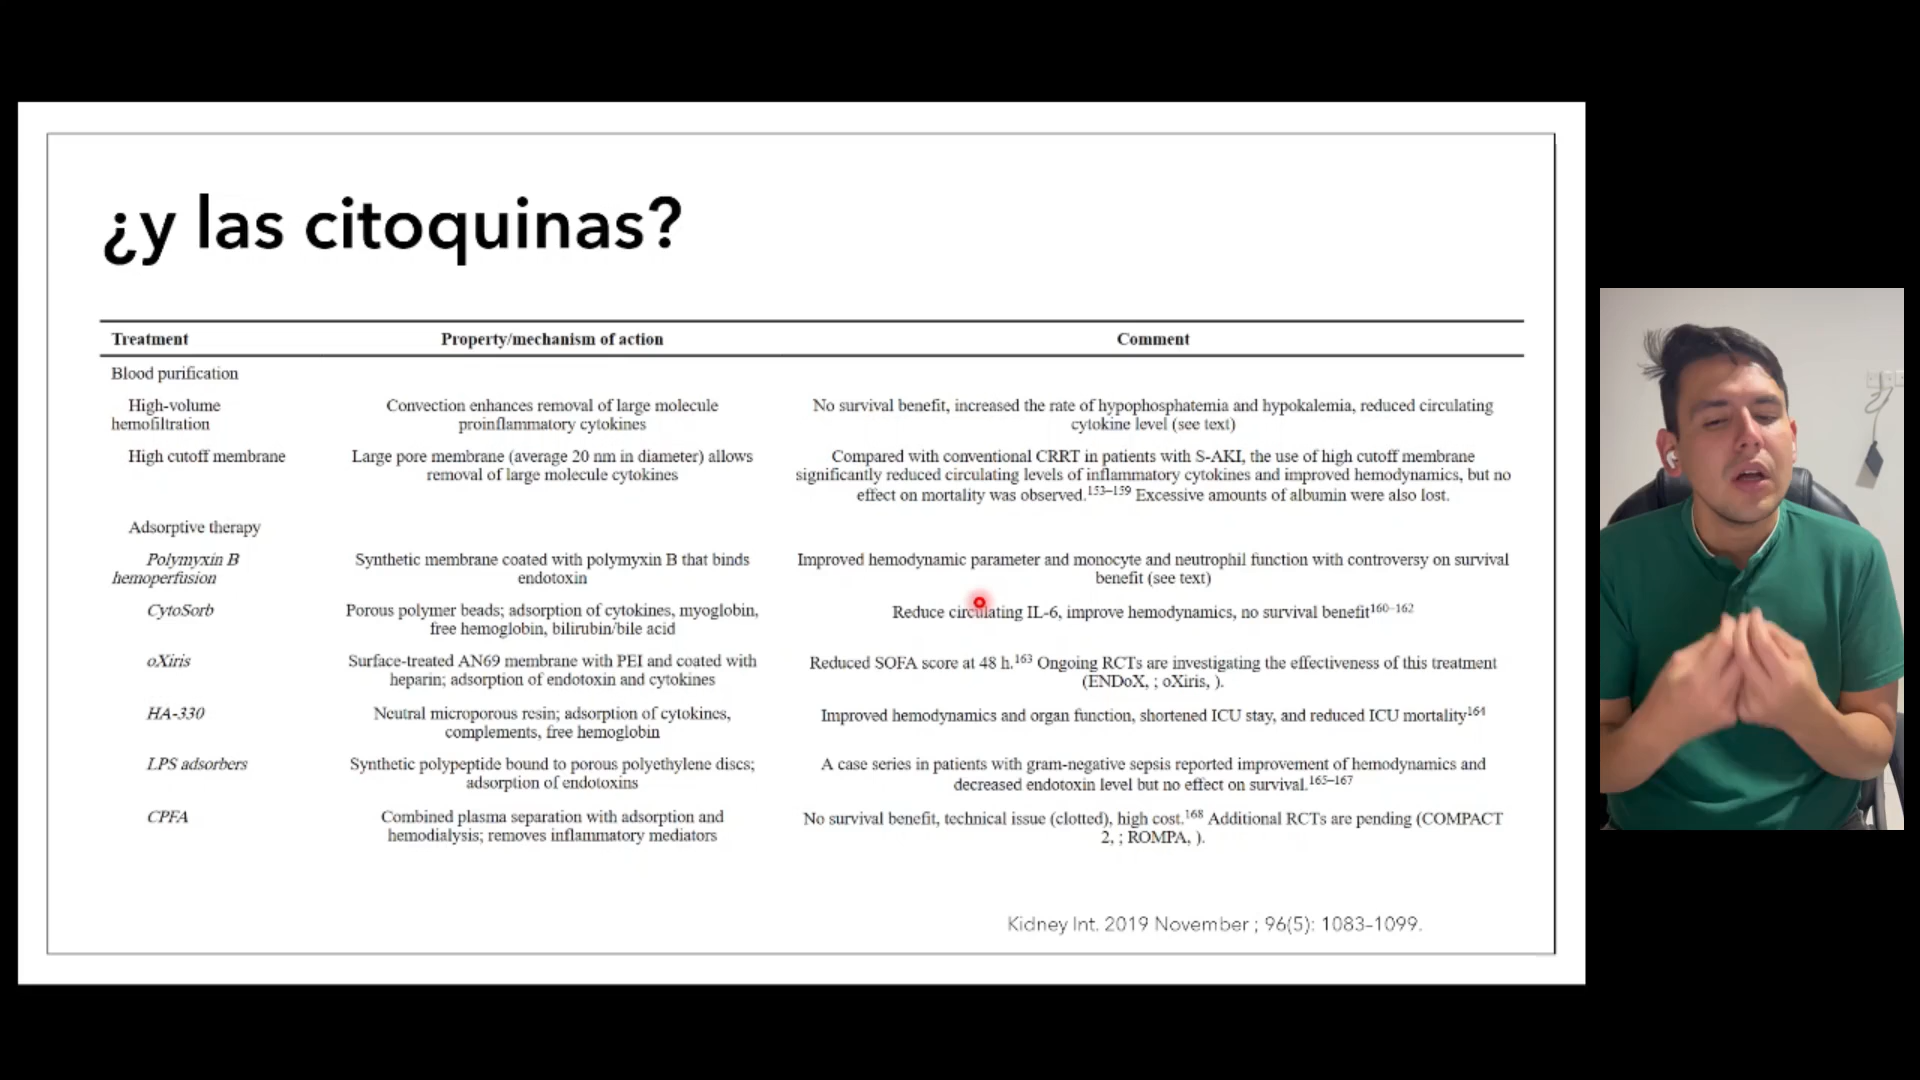 ¿y las citoquinas?
Treatment Property/mechanism of action Comment
Blood purification
High-volume
hemofiltration
Convection enhances removal of large molecule
proinflammatory cytokines
No survival benefit, increased the rate of hypophosphatemia and hypokalemia, reduced circulating
cytokine level (see text)
High cutoff membrane
Large pore membrane (average 20 nm in diameter) allows
removal of large molecule cytokines
Compared with conventional CRRT in patients with S-AKI, the use of high cutoff membrane
significantly reduced circulating levels of inflammatory cytokines and improved hemodynamics, but no
effect on mortality was observed.153–159 Excessive amounts of albumin were also lost.
Adsorptive therapy
Polymyxin B
hemoperfusion
Synthetic membrane coated with polymyxin B that binds
endotoxin
Improved hemodynamic parameter and monocyte and neutrophil function with controversy on survival
benefit (see text)
CytoSorb
Porous polymer beads; adsorption of cytokines, myoglobin,
free hemoglobin, bilirubin/bile acid
Reduce circulating IL-6, improve hemodynamics, no survival benefit160–162
oXiris
Surface-treated AN69 membrane with PEI and coated with
heparin; adsorption of endotoxin and cytokines
Reduced SOFA score at 48 h.163 Ongoing RCTs are investigating the effectiveness of this treatment
(ENDoX, ; oXiris, ).
HA-330
Neutral microporous resin; adsorption of cytokines,
complements, free hemoglobin
Improved hemodynamics and organ function, shortened ICU stay, and reduced ICU mortality164
LPS adsorbers
Synthetic polypeptide bound to porous polyethylene discs;
adsorption of endotoxins
A case series in patients with gram-negative sepsis reported improvement of hemodynamics and
decreased endotoxin level but no effect on survival.165–167
CPFA
Combined plasma separation with adsorption and
hemodialysis; removes inflammatory mediators
No survival benefit, technical issue (clotted), high cost.168 Additional RCTs are pending (COMPACT
2, ; ROMPA, ).
Kidney Int. 2019 November ; 96(5): 1083–1099.